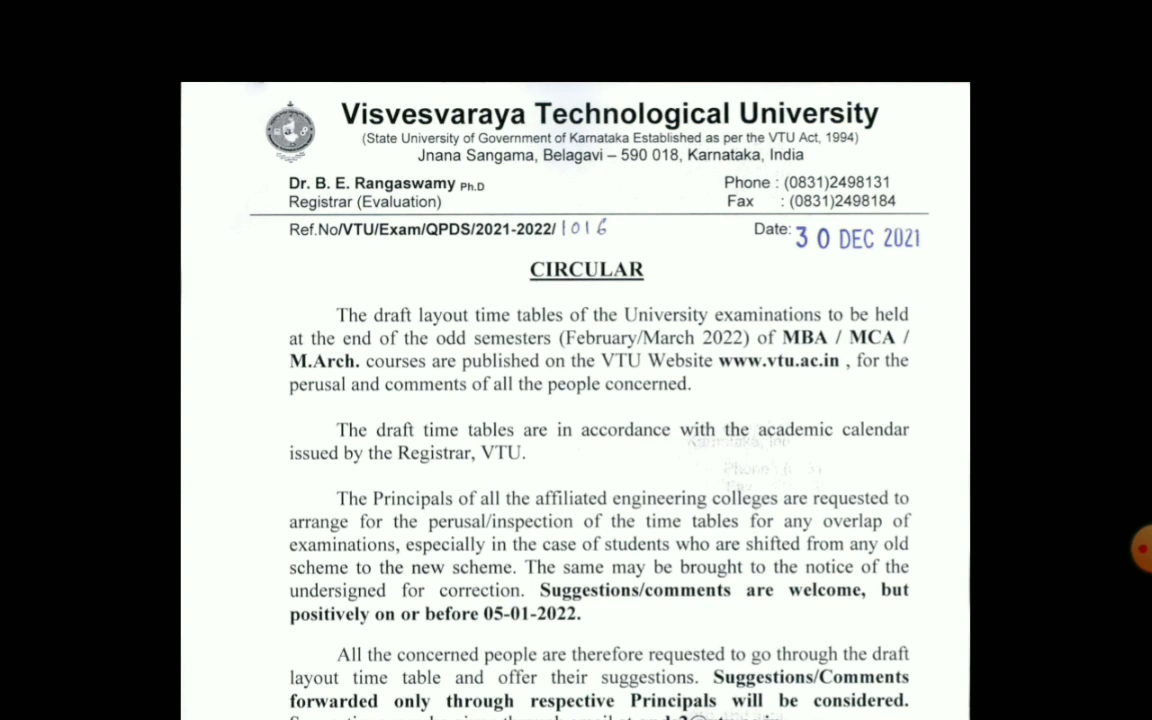 Visvesvaraya Technological University
(State University of Government of Karnataka Established as per the VTU Act, 1994)
Jnana Sangama, Belagavi – 590 018, Karnataka, India
Dr. B. E. Rangaswamy Ph.D
Phone : (0831)2498131
Registrar (Evaluation)
Fax : (0831)2498184
Ref.No/VTU/Exam/QPDS/2021-2022/1016
Date: 30 DEC 2021
CIRCULAR
The draft layout time tables of the University examinations to be held
at the end of the odd semesters (February/March 2022) of MBA / MCA /
M.Arch. courses are published on the VTU Website www.vtu.ac.in , for the
perusal and comments of all the people concerned.
The draft time tables are in accordance with the academic calendar
issued by the Registrar, VTU.
The Principals of all the affiliated engineering colleges are requested to
arrange for the perusal/inspection of the time tables for any overlap of
examinations, especially in the case of students who are shifted from any old
scheme to the new scheme. The same may be brought to the notice of the
undersigned for correction. Suggestions/comments are welcome, but
positively on or before 05-01-2022.
All the concerned people are therefore requested to go through the draft
layout time table and offer their suggestions. Suggestions/Comments
forwarded only through respective Principals will be considered.